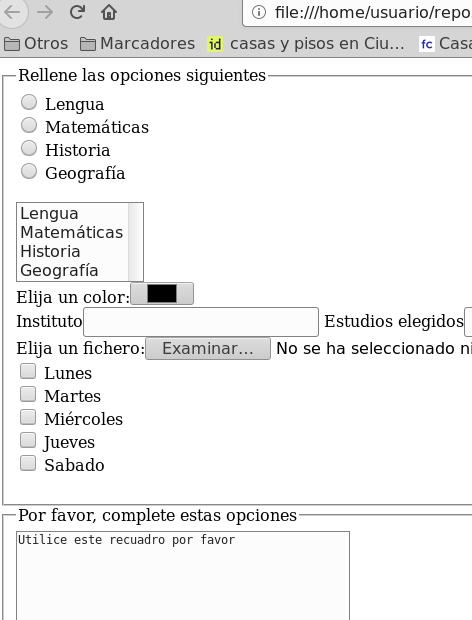 file:///home/usuario/repo
Otros Marcadores casas y pisos en Ciu... Casa
Rellene las opciones siguientes
Lengua
Matemáticas
Historia
Geografía
Lengua
Matemáticas
Historia
Geografía
Elija un color:
Instituto Estudios elegidos
Elija un fichero: Examinar... No se ha seleccionado ni
Lunes
Martes
Miércoles
Jueves
Sabado
Por favor, complete estas opciones
Utilice este recuadro por favor